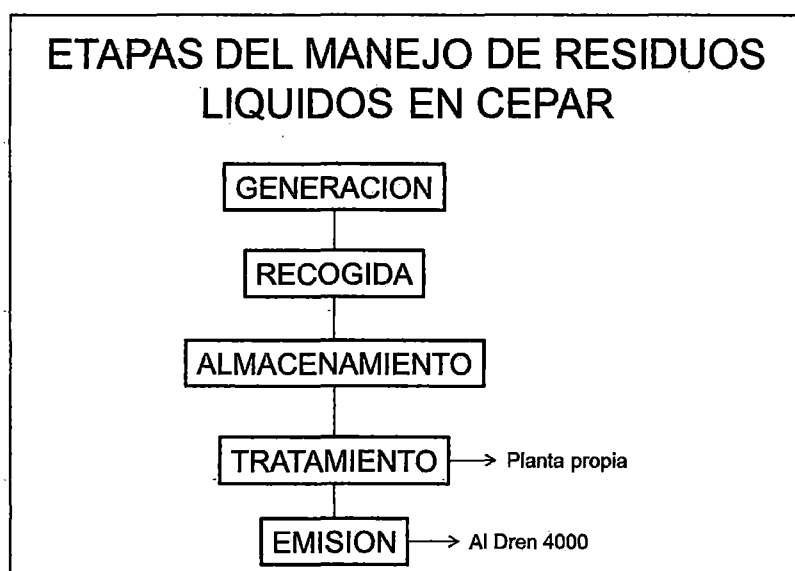 ETAPAS DEL MANEJO DE RESIDUOS
LIQUIDOS EN CEPAR
GENERACION
RECOGIDA
ALMACENAMIENTO
TRATAMIENTO
Planta propia
EMISION
Al Dren 4000